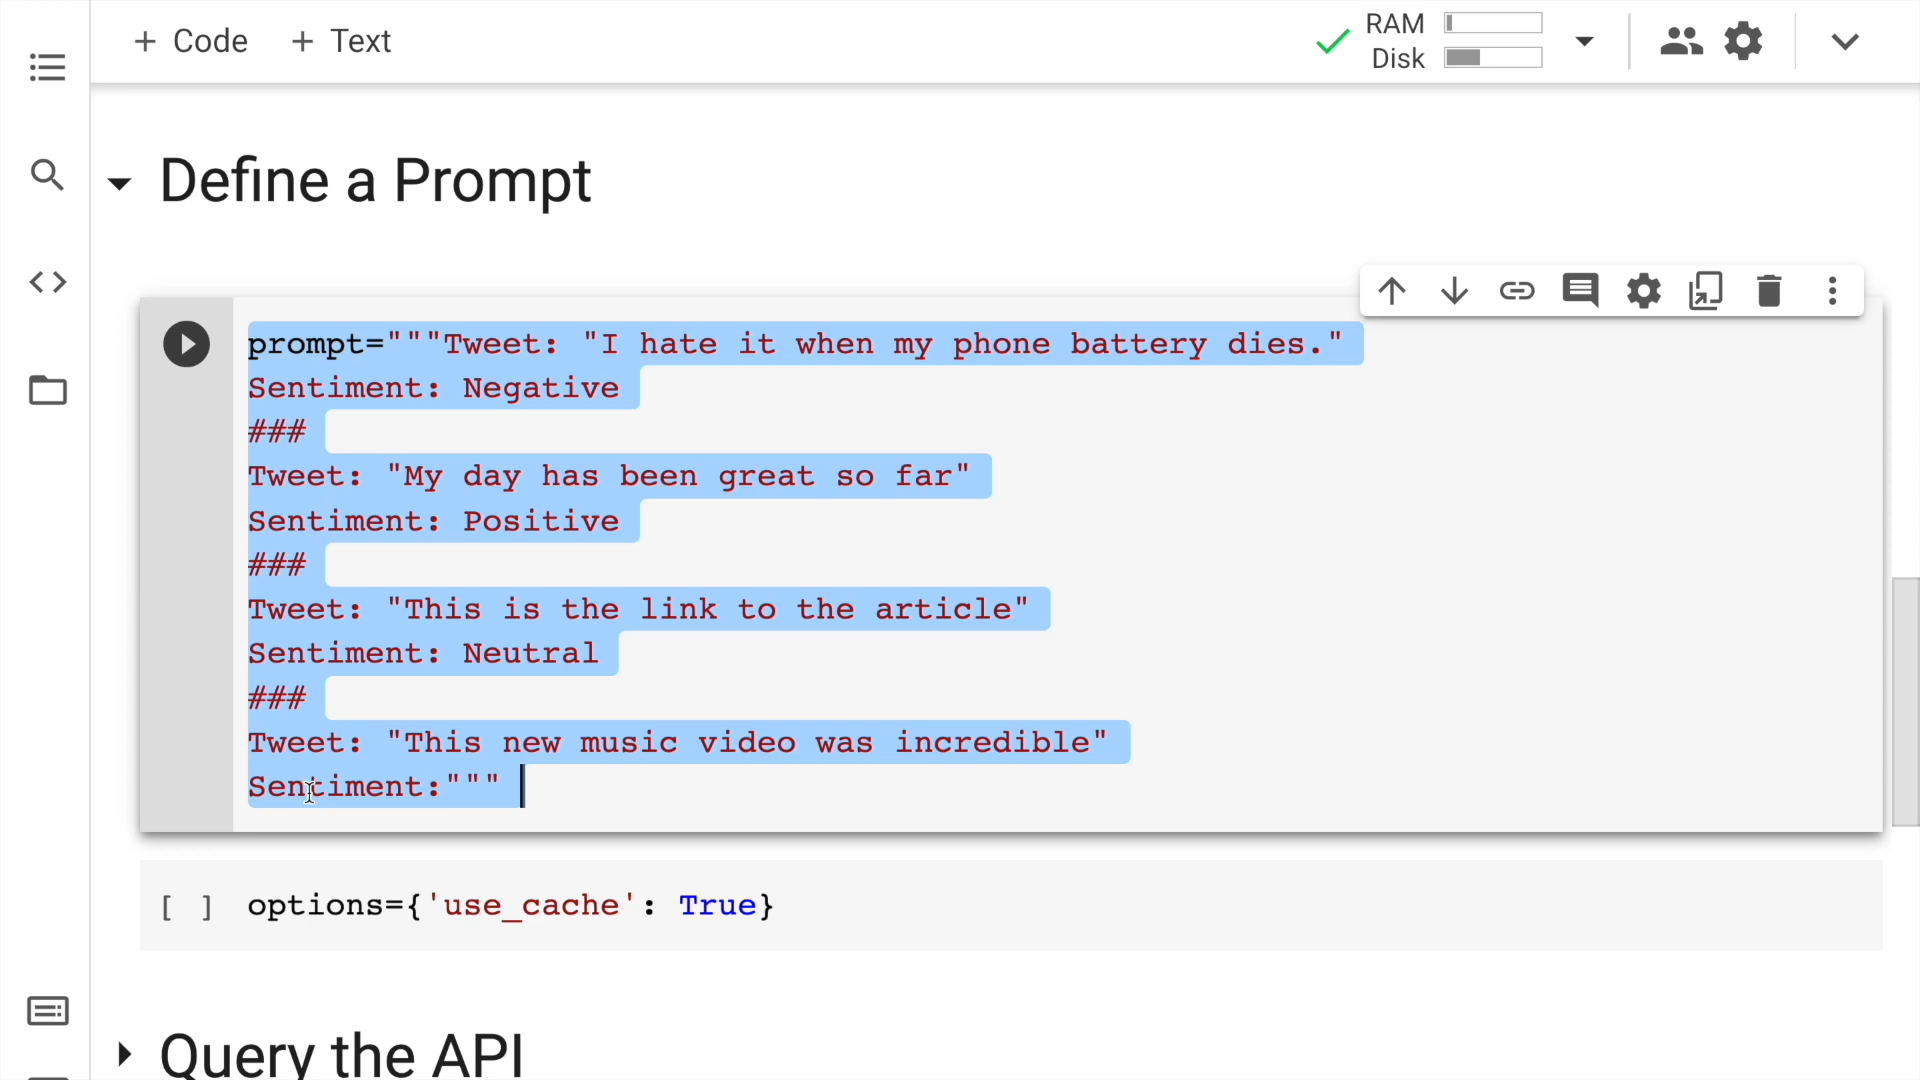 + Code + Text
RAM
Disk
Define a Prompt
prompt="""Tweet: "I hate it when my phone battery dies."
Sentiment: Negative
###
Tweet: "My day has been great so far"
Sentiment: Positive
###
Tweet: "This is the link to the article"
Sentiment: Neutral
###
Tweet: "This new music video was incredible"
Sentiment:"""
[ ] options={'use_cache': True}
Query the API